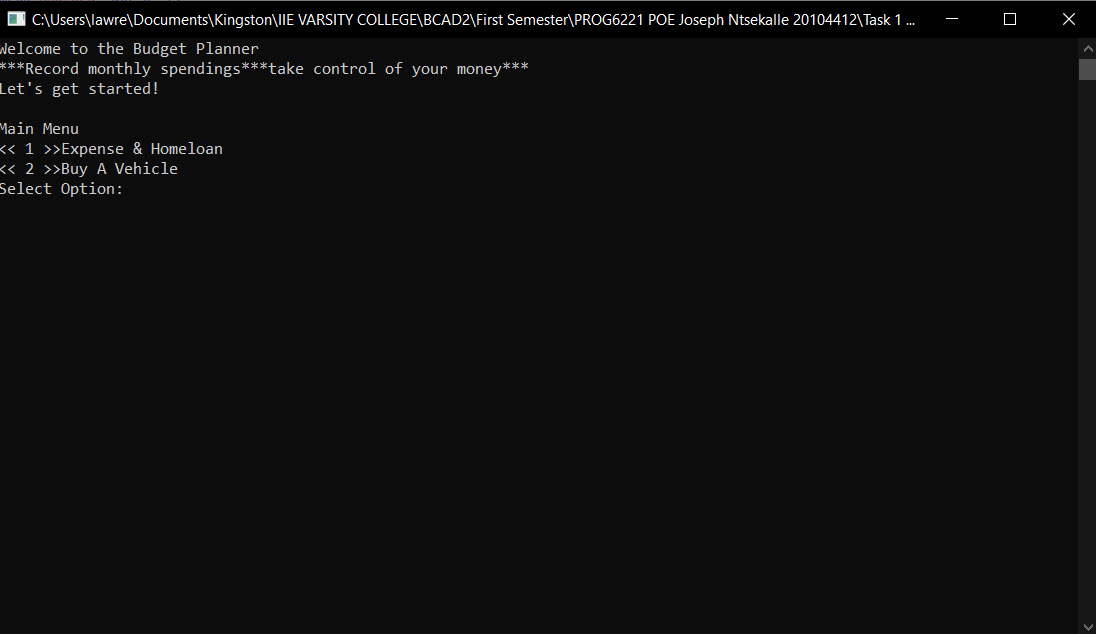 C:\Users\lawre\Documents\Kingston\IIE VARSITY COLLEGE\BCAD2\First Semester\PROG6221 POE Joseph Ntsekalle 20104412\Task 1 ...
Welcome to the Budget Planner
***Record monthly spendings***take control of your money***
Let's get started!
Main Menu
<< 1 >>Expense & Homeloan
<< 2 >>Buy A Vehicle
Select Option: